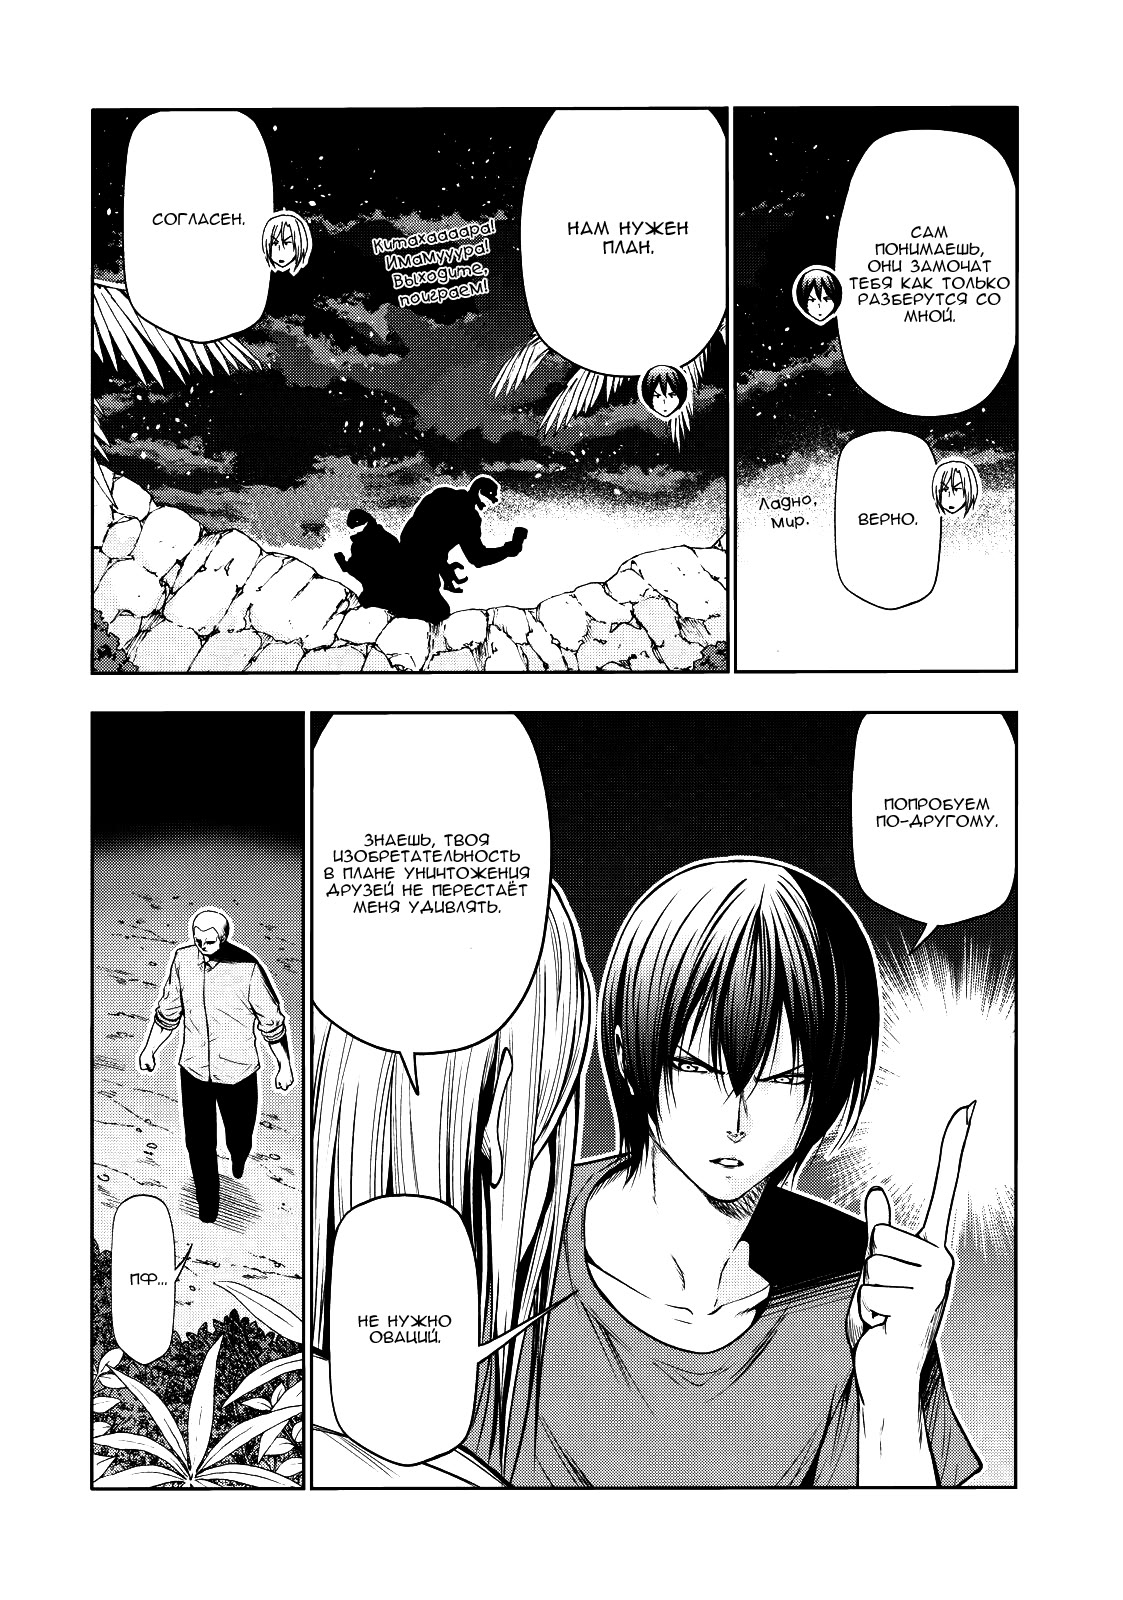 САМ
ПОНИМАЕШЬ,
ОНИ ЗАМОЧАТ
ТЕБЯ КАК ТОЛЬКО
РАЗБЕРУТСЯ СО
МНОЙ.
ВЕРНО.
Ладно,
мир.
НАМ НУЖЕН
ПЛАН.
Китахааааара!
Имамууура!
Выходите,
поиграем!
СОГЛАСЕН.
ПОПРОБУЕМ
ПО-ДРУГОМУ.
ЗНАЕШЬ, ТВОЯ
ИЗОБРЕТАТЕЛЬНОСТЬ
В ПЛАНЕ УНИЧТОЖЕНИЯ
ДРУЗЕЙ НЕ ПЕРЕСТАЁТ
МЕНЯ УДИВЛЯТЬ.
НЕ НУЖНО
ОВАЦИЙ.
ПФ...